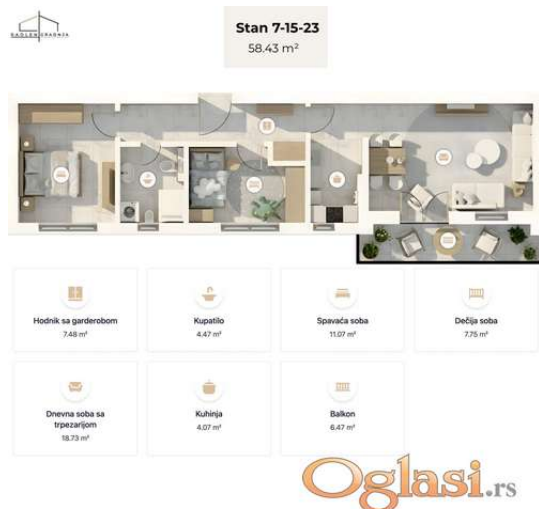 GRADNJA
Stan 7-15-23
58.43 m²
Hodnik sa garderobom
7.48 m²
Kupatilo
4.47 m²
Spavaća soba
11.07 m²
Dečija soba
7.75 m²
Dnevna soba sa
trpezarijom
18.73 m²
Kuhinja
4.07 m²
Balkon
6.47 m²
Oglasi.rs